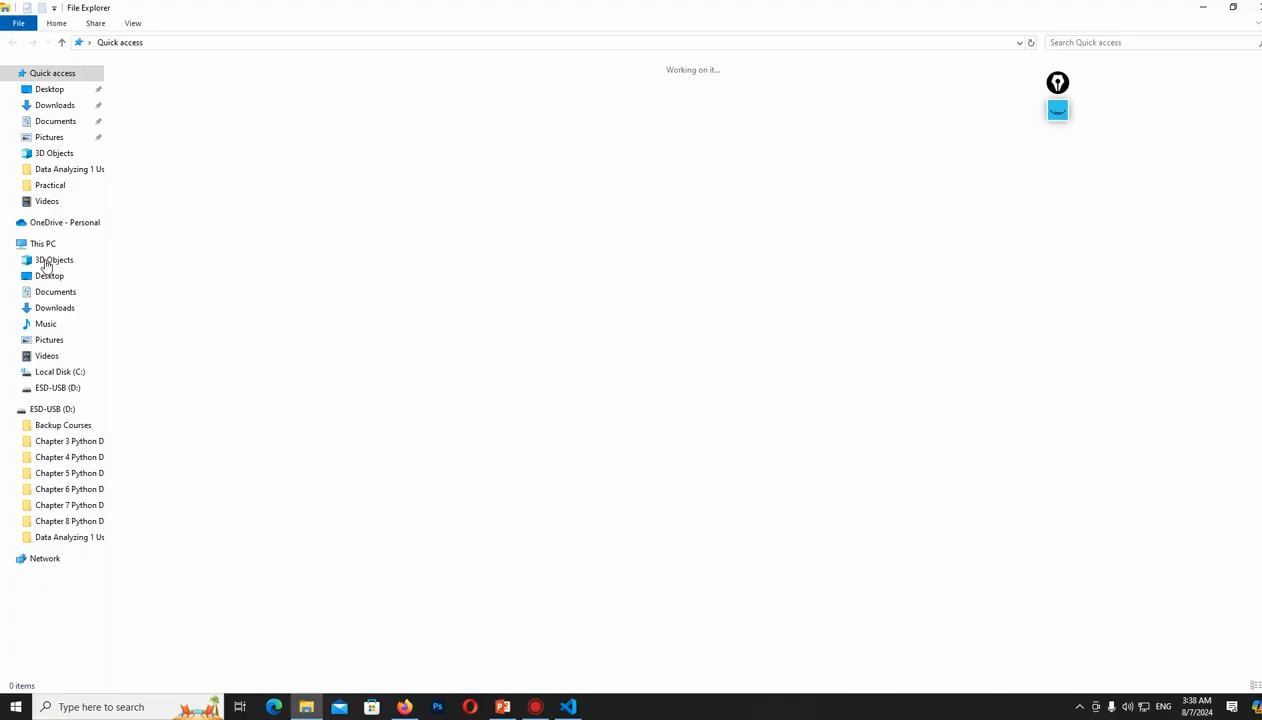 File Explorer
File Home Share View
Quick access
Search Quick access
Working on it...
Quick access
Desktop
Downloads
Documents
Pictures
3D Objects
Data Analyzing 1 Us
Practical
Videos
OneDrive - Personal
This PC
3D Objects
Desktop
Documents
Downloads
Music
Pictures
Videos
Local Disk (C:)
ESD-USB (D:)
ESD-USB (D:)
Backup Courses
Chapter 3 Python D
Chapter 4 Python D
Chapter 5 Python D
Chapter 6 Python D
Chapter 7 Python D
Chapter 8 Python D
Data Analyzing 1 Us
Network
0 items
Type here to search
Ps
ENG
3:38 AM
8/7/2024